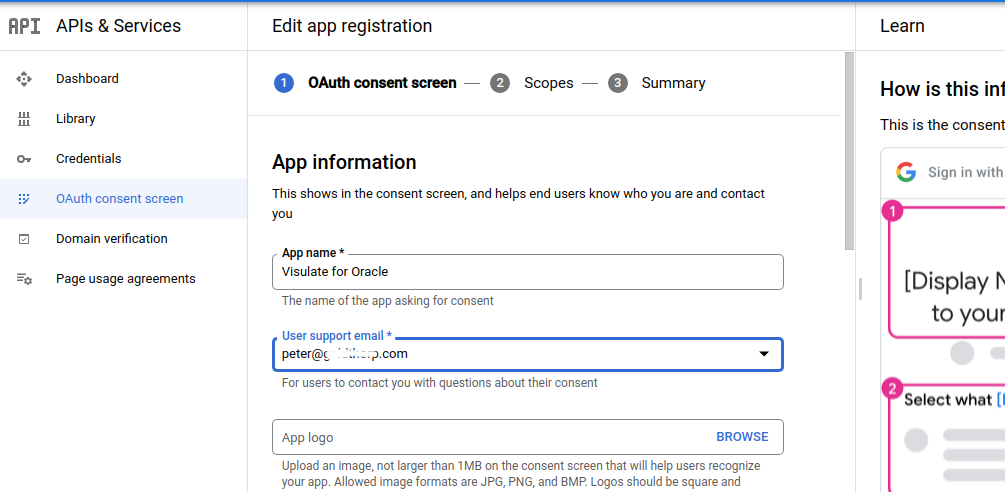 API APIs & Services
Edit app registration
Learn
Dashboard
Library
Credentials
OAuth consent screen
Domain verification
Page usage agreements
1 OAuth consent screen — 2 Scopes — 3 Summary
App information
This shows in the consent screen, and helps end users know who you are and contact
you
App name *
Visulate for Oracle
The name of the app asking for consent
User support email *
.com
For users to contact you with questions about their consent
App logo
BROWSE
Upload an image, not larger than 1MB on the consent screen that will help users recognize
your app. Allowed image formats are JPG, PNG, and BMP. Logos should be square and
How is this
This is the consent
Sign in with
1
[Display
to your
2
Select what